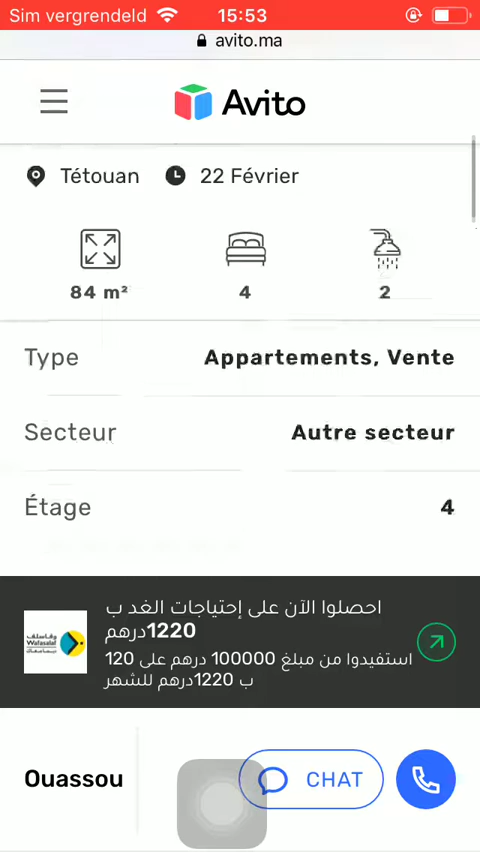 Sim vergrendeld 15:53
avito.ma
Avito
Tétouan 22 Février
84 m² 4 2
Type Appartements, Vente
Secteur Autre secteur
Étage 4
احصلوا الآن على إحتياجات الغد ب
1220درهم
استفيدوا من مبلغ 100000 درهم على 120
ب 1220درهم للشهر
وفاسلف
Wafasalaf
Ouassou CHAT